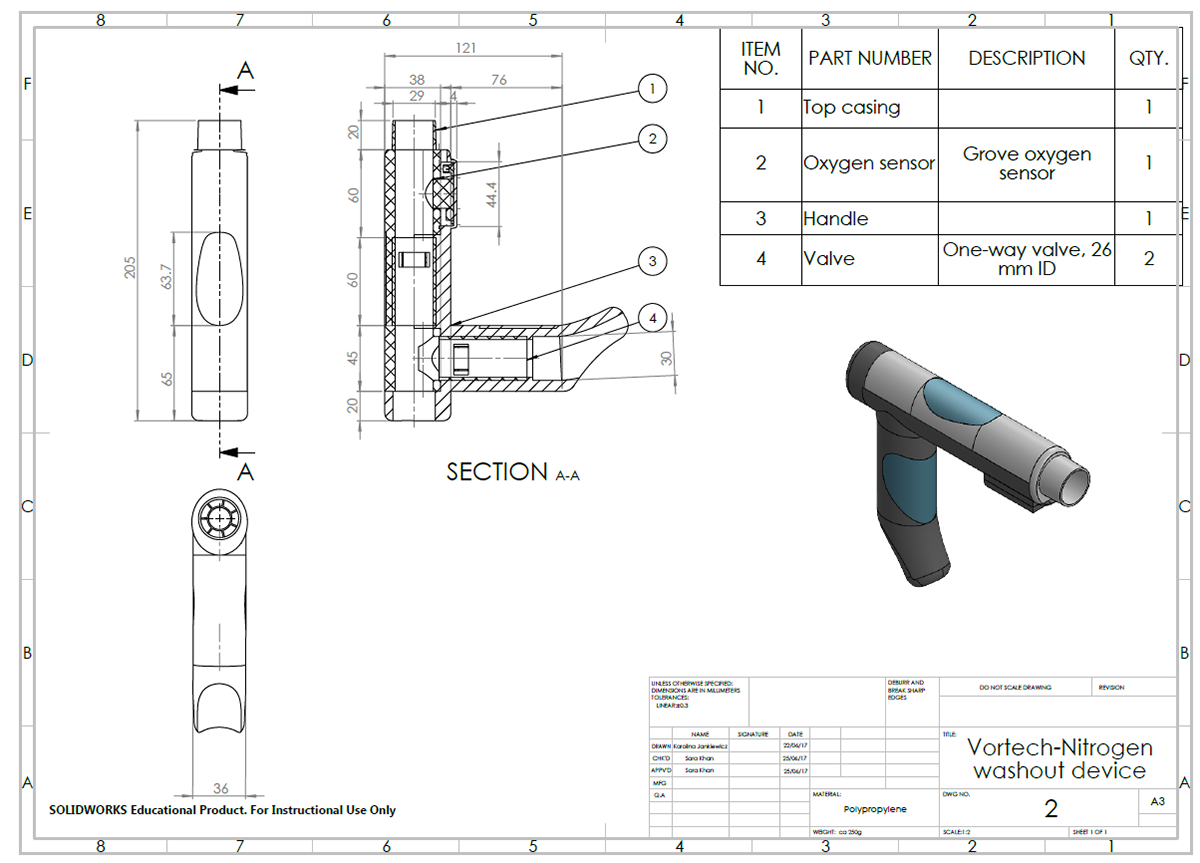 8 7 6 5 4 3 2 1
F F
E E
D D
C C
B B
A A
A
A
205
63.7
65
121
38 76
29 4
20
60
60
45
20
44.4
30
1
2
3
4
SECTION A-A
36
SOLIDWORKS Educational Product. For Instructional Use Only
ITEM NO. PART NUMBER DESCRIPTION QTY.
1 Top casing 1
2 Oxygen sensor Grove oxygen sensor 1
3 Handle 1
4 Valve One-way valve, 26 mm ID 2
UNLESS OTHERWISE SPECIFIED:
DIMENSIONS ARE IN MILLIMETERS
TOLERANCES:
LINEAR:±0.3
DEBURR AND
BREAK SHARP
EDGES
DO NOT SCALE DRAWING
REVISION
NAME SIGNATURE DATE
DRAWN Karolina Jankiewicz 22/06/17
CHK'D Sara Khan 25/06/17
APPV'D Sara Khan 25/06/17
MFG
Q.A
TITLE:
Vortech-Nitrogen
washout device
MATERIAL:
Polypropylene
DWG NO.
2
A3
WEIGHT: ca 250g
SCALE:1:2
SHEET 1 OF 1
8 7 6 5 4 3 2 1